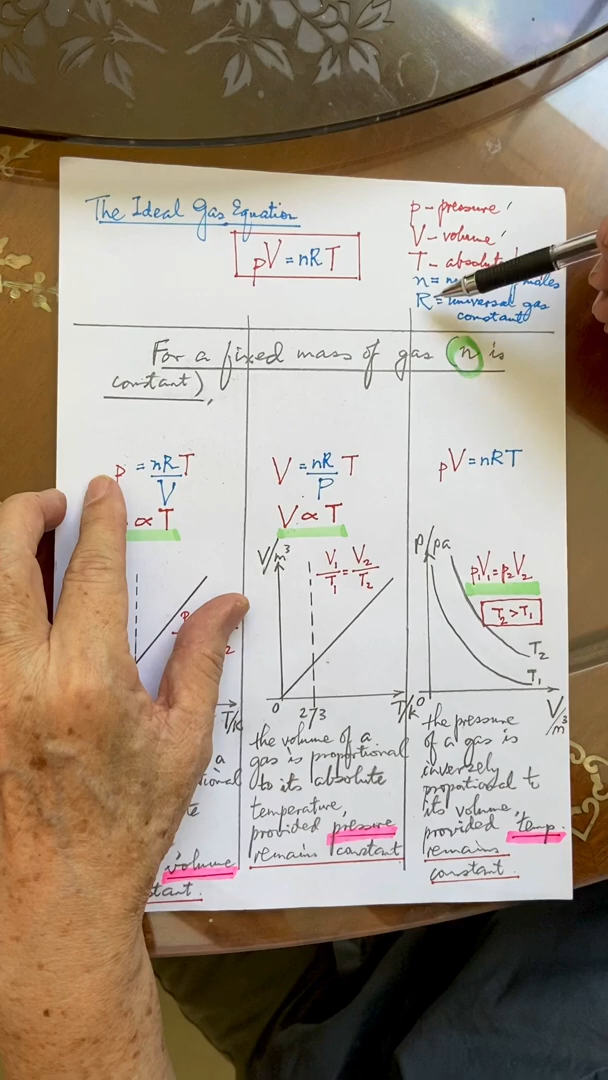 The Ideal Gas Equation
pV = nRT
p - pressure
V - volume
T - absolute
n =
R = universal gas
constant
For a fixed mass of gas (n is
constant),
p = nR/V T
∝ T
T/K
a
volume
V = nR/P T
V ∝ T
V/m³
V₁/T₁ = V₂/T₂
0
273
T/K
the volume of a
gas is proportional
to its absolute
temperature,
provided pressure
remains constant
pV = nRT
p/pa
p₁V₁ = p₂V₂
T₂ > T₁
T₂
T₁
0
V/m³
the pressure
of a gas is
inversely
propotional to
its volume,
provided temp.
remains
constant.